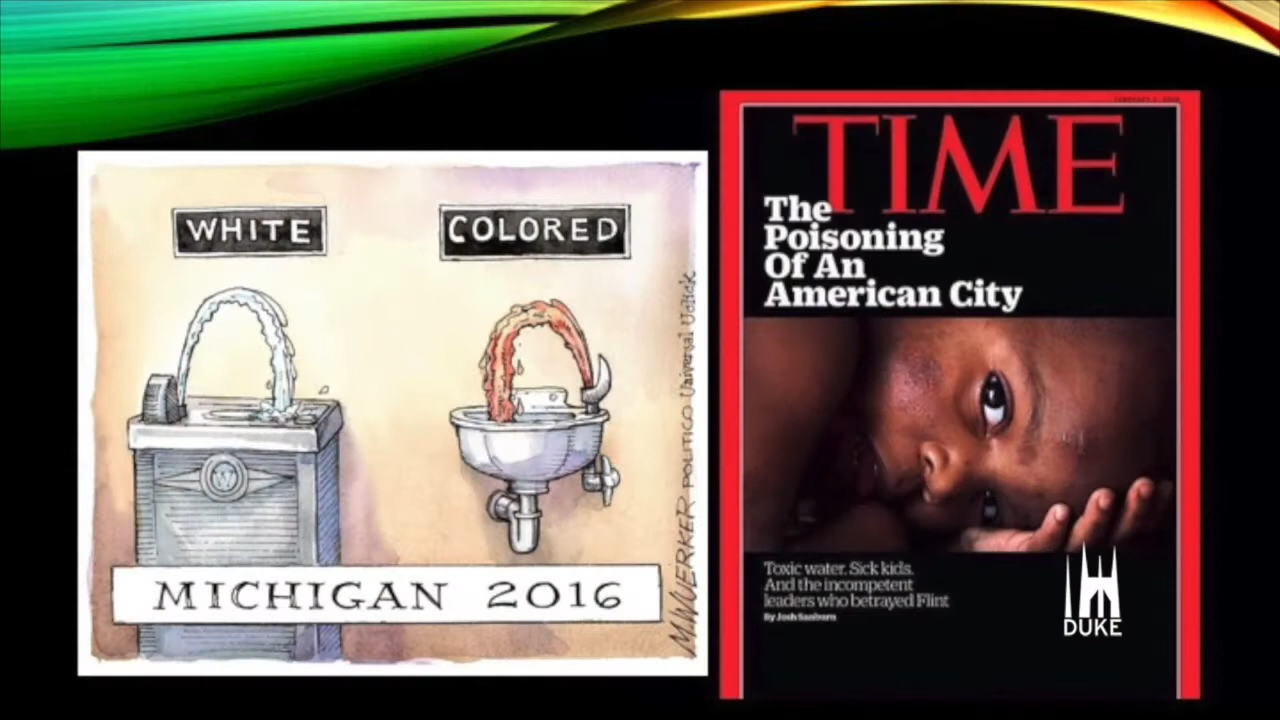 WHITE
COLORED
W
MICHIGAN 2016
M.WUERKER POLITICO Universal Uclick
TIME
The
Poisoning
Of An
American City
Toxic water. Sick kids.
And the incompetent
leaders who betrayed Flint
By Josh Sanburn
DUKE